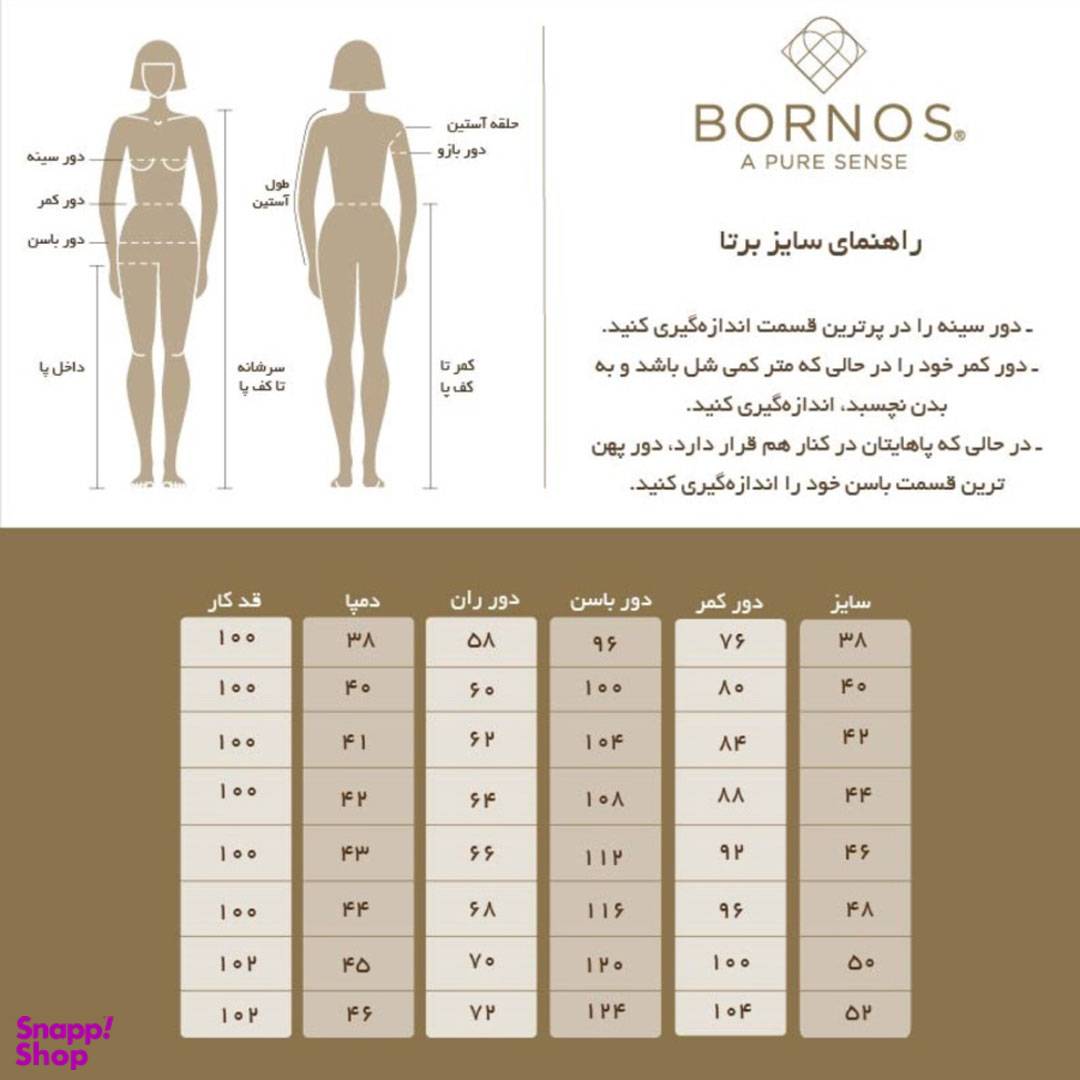 BORNOS®
A PURE SENSE
راهنمای سایز برتا
ـ دور سینه را در پرترین قسمت اندازه‌گیری کنید.
ـ دور کمر خود را در حالی که متر کمی شل باشد و به
بدن نچسبد، اندازه‌گیری کنید.
ـ در حالی که پاهایتان در کنار هم قرار دارد، دور پهن
ترین قسمت باسن خود را اندازه‌گیری کنید.
حلقه آستین
دور بازو
طول
آستین
کمر تا
کف پا
دور سینه
دور کمر
دور باسن
داخل پا
سرشانه
تا کف پا
سایز دور کمر دور باسن دور ران دمپا قد کار
۳۸ ۷۶ ۹۶ ۵۸ ۳۸ ۱۰۰
۴۰ ۸۰ ۱۰۰ ۶۰ ۴۰ ۱۰۰
۴۲ ۸۴ ۱۰۴ ۶۲ ۴۱ ۱۰۰
۴۴ ۸۸ ۱۰۸ ۶۴ ۴۲ ۱۰۰
۴۶ ۹۲ ۱۱۲ ۶۶ ۴۳ ۱۰۰
۴۸ ۹۶ ۱۱۶ ۶۸ ۴۴ ۱۰۰
۵۰ ۱۰۰ ۱۲۰ ۷۰ ۴۵ ۱۰۲
۵۲ ۱۰۴ ۱۲۴ ۷۲ ۴۶ ۱۰۲
Snapp!
Shop